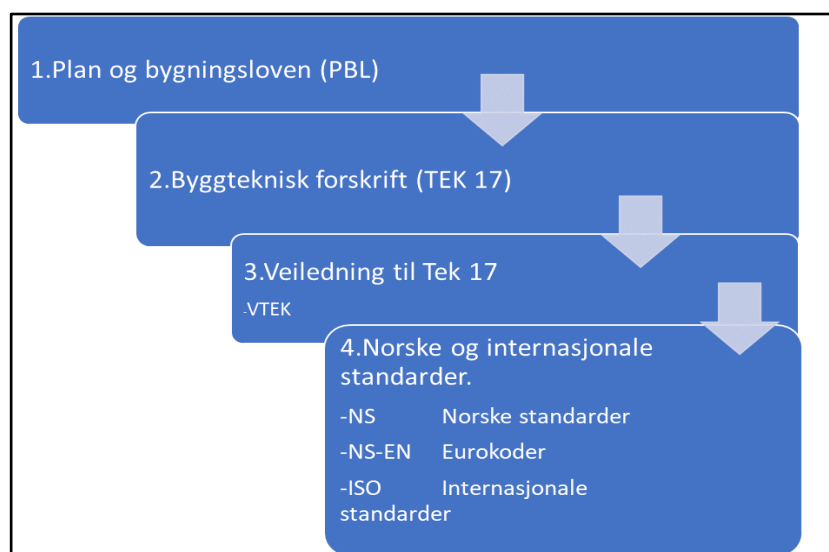 1.Plan og bygningsloven (PBL)
2.Byggteknisk forskrift (TEK 17)
3.Veiledning til Tek 17
-VTEK
4.Norske og internasjonale
standarder.
-NS Norske standarder
-NS-EN Eurokoder
-ISO Internasjonale
standarder